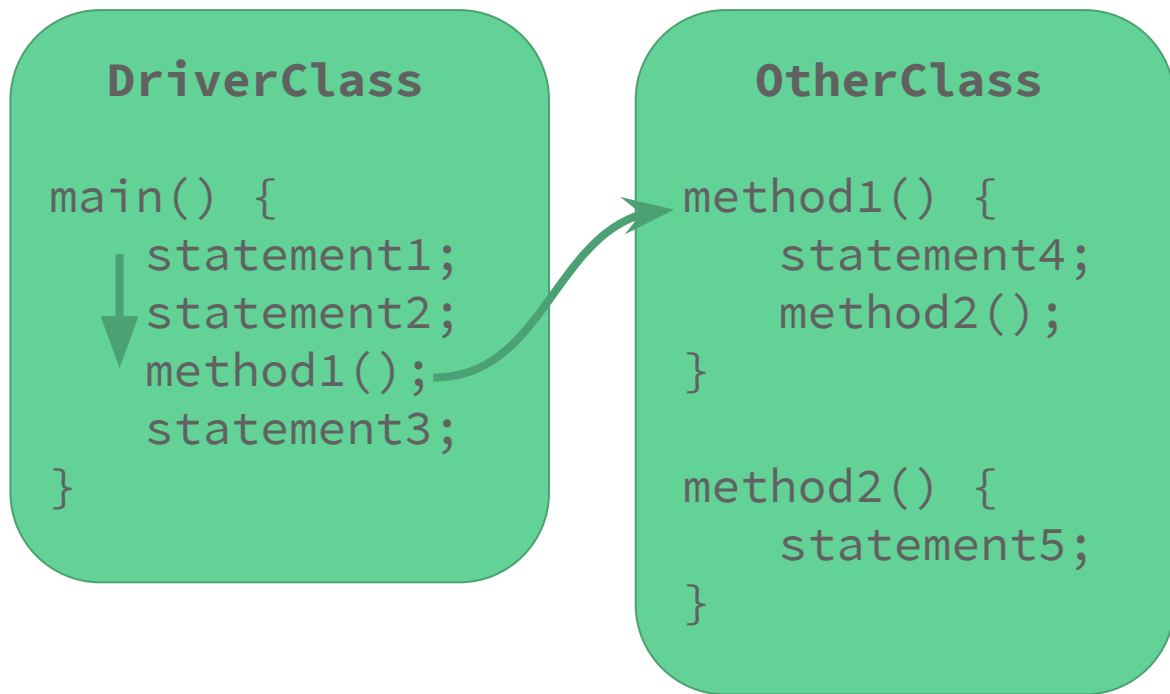 DriverClass
main() {
statement1;
statement2;
method1();
statement3;
}
OtherClass
method1() {
statement4;
method2();
}
method2() {
statement5;
}